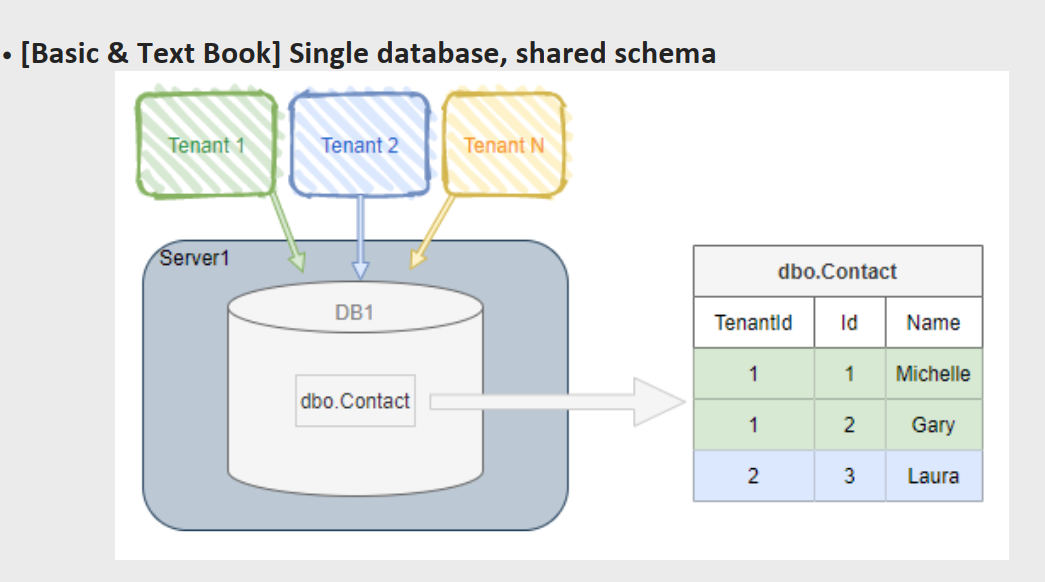 • [Basic & Text Book] Single database, shared schema
Tenant 1
Tenant 2
Tenant N
Server1
DB1
dbo.Contact
dbo.Contact
TenantId Id Name
1 1 Michelle
1 2 Gary
2 3 Laura